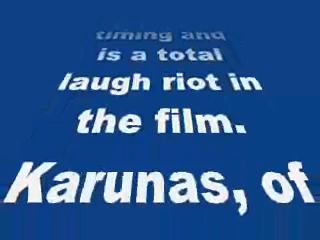 timing and
is a total
laugh riot in
the film.
Karunas, of